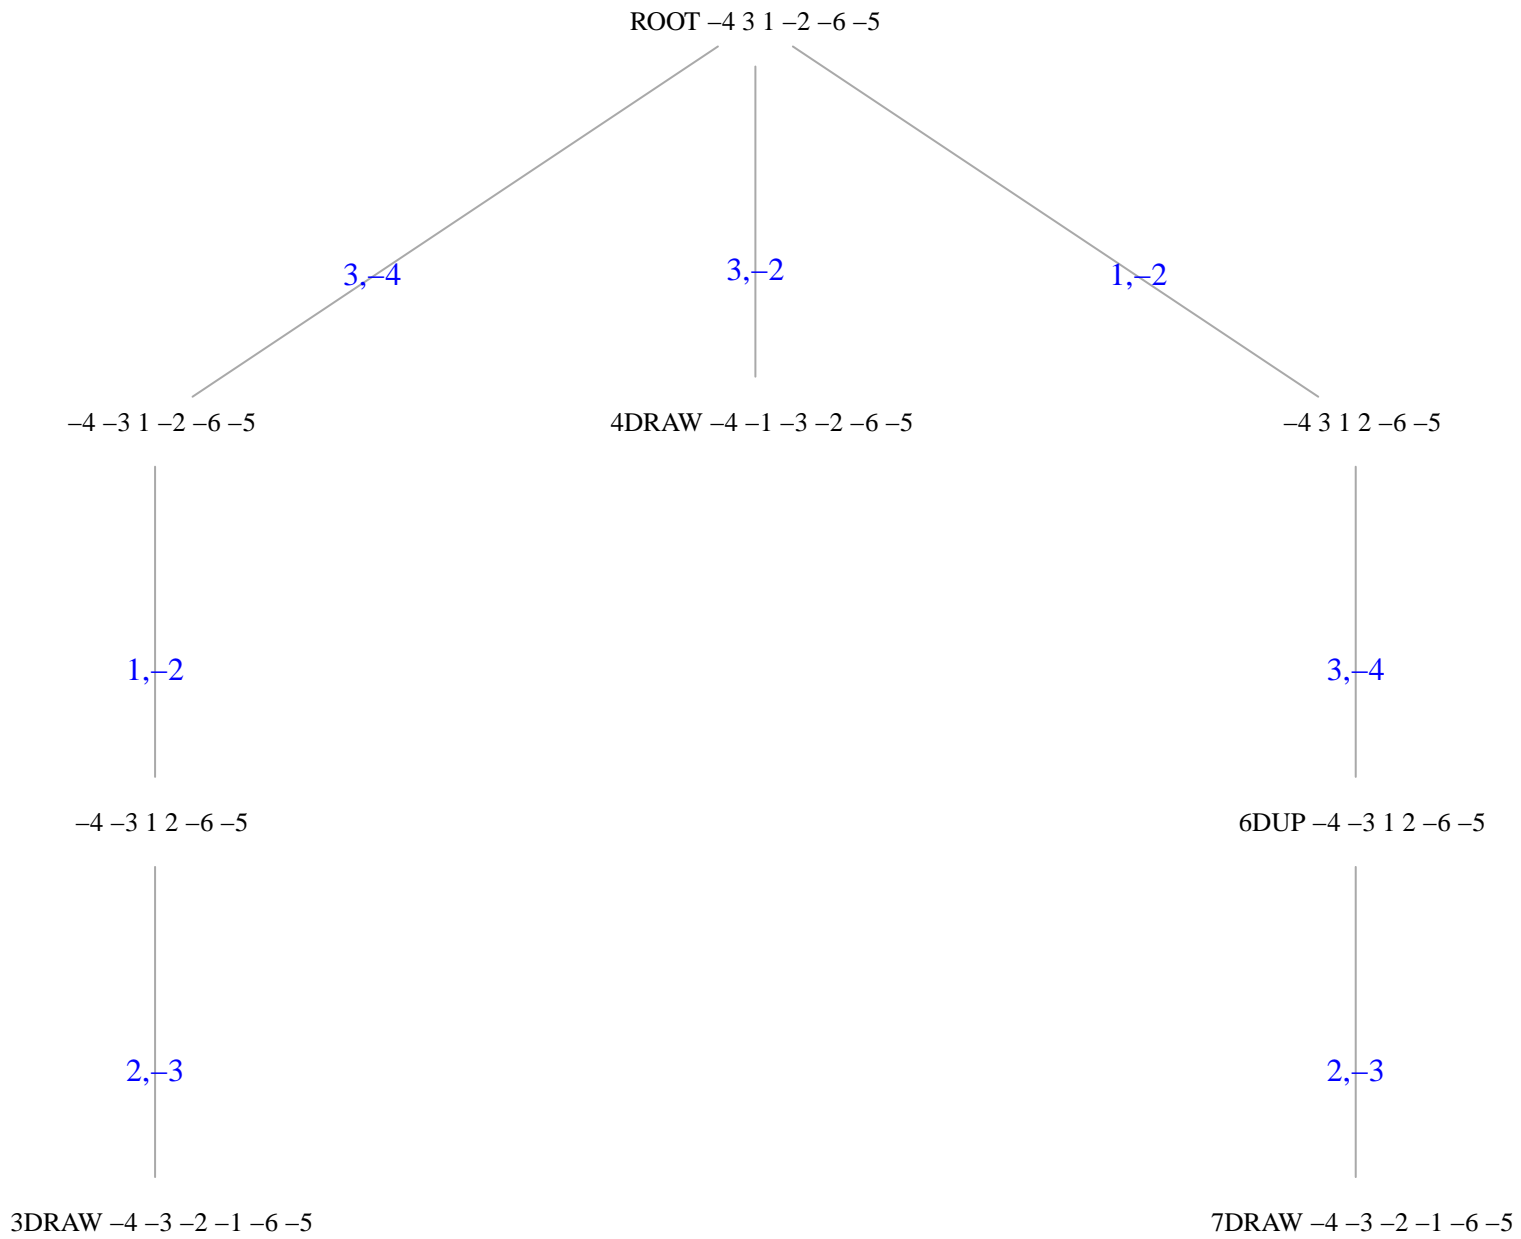 ROOT –4 3 1 –2 –6 –5
3,–4
3,–2
1,–2
–4 –3 1 –2 –6 –5
4DRAW –4 –1 –3 –2 –6 –5
–4 3 1 2 –6 –5
1,–2
3,–4
–4 –3 1 2 –6 –5
6DUP –4 –3 1 2 –6 –5
2,–3
2,–3
3DRAW –4 –3 –2 –1 –6 –5
7DRAW –4 –3 –2 –1 –6 –5